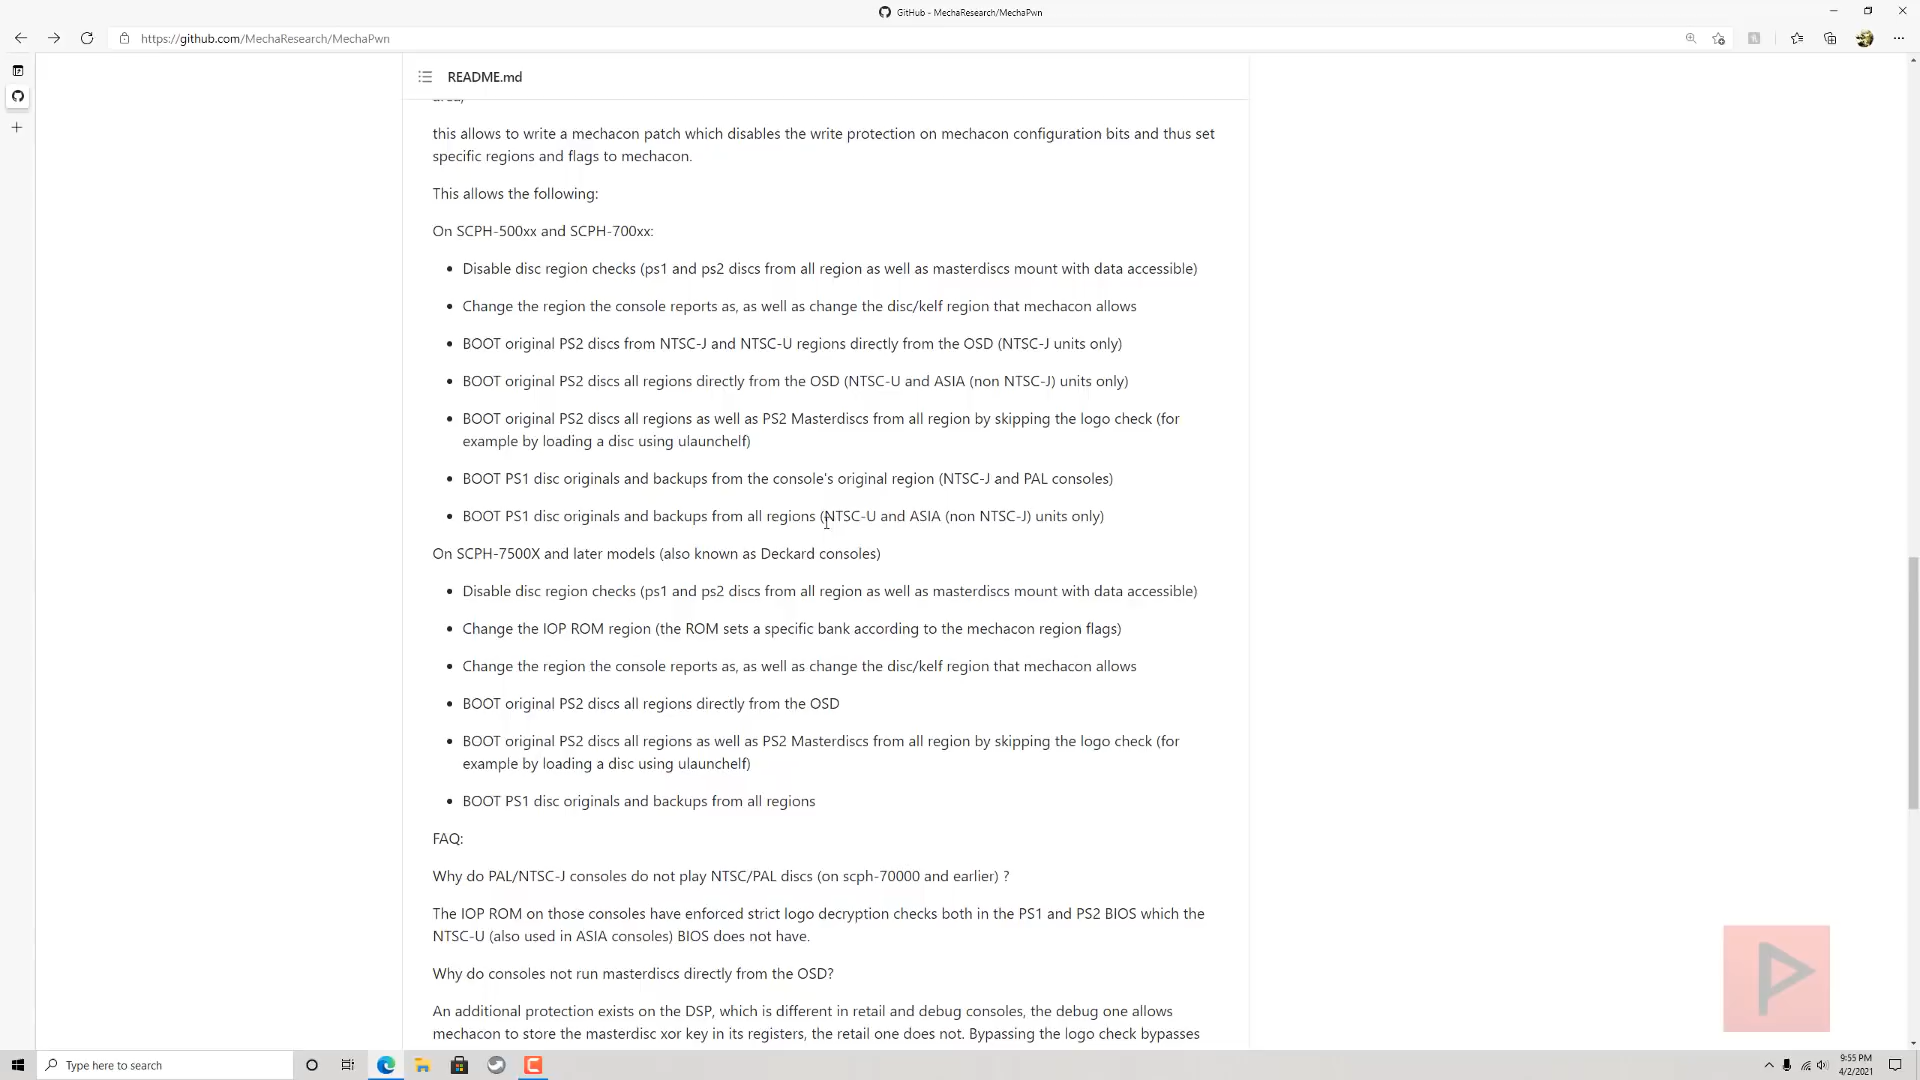 GitHub - MechaResearch/MechaPwn
https://github.com/MechaResearch/MechaPwn
README.md
this allows to write a mechacon patch which disables the write protection on mechacon configuration bits and thus set
specific regions and flags to mechacon.
This allows the following:
On SCPH-500xx and SCPH-700xx:
• Disable disc region checks (ps1 and ps2 discs from all region as well as masterdiscs mount with data accessible)
• Change the region the console reports as, as well as change the disc/kelf region that mechacon allows
• BOOT original PS2 discs from NTSC-J and NTSC-U regions directly from the OSD (NTSC-J units only)
• BOOT original PS2 discs all regions directly from the OSD (NTSC-U and ASIA (non NTSC-J) units only)
• BOOT original PS2 discs all regions as well as PS2 Masterdiscs from all region by skipping the logo check (for
example by loading a disc using ulaunchelf)
• BOOT PS1 disc originals and backups from the console's original region (NTSC-J and PAL consoles)
• BOOT PS1 disc originals and backups from all regions (NTSC-U and ASIA (non NTSC-J) units only)
On SCPH-7500X and later models (also known as Deckard consoles)
• Disable disc region checks (ps1 and ps2 discs from all region as well as masterdiscs mount with data accessible)
• Change the IOP ROM region (the ROM sets a specific bank according to the mechacon region flags)
• Change the region the console reports as, as well as change the disc/kelf region that mechacon allows
• BOOT original PS2 discs all regions directly from the OSD
• BOOT original PS2 discs all regions as well as PS2 Masterdiscs from all region by skipping the logo check (for
example by loading a disc using ulaunchelf)
• BOOT PS1 disc originals and backups from all regions
FAQ:
Why do PAL/NTSC-J consoles do not play NTSC/PAL discs (on scph-70000 and earlier) ?
The IOP ROM on those consoles have enforced strict logo decryption checks both in the PS1 and PS2 BIOS which the
NTSC-U (also used in ASIA consoles) BIOS does not have.
Why do consoles not run masterdiscs directly from the OSD?
An additional protection exists on the DSP, which is different in retail and debug consoles, the debug one allows
mechacon to store the masterdisc xor key in its registers, the retail one does not. Bypassing the logo check bypasses
Type here to search
9:55 PM
4/2/2021